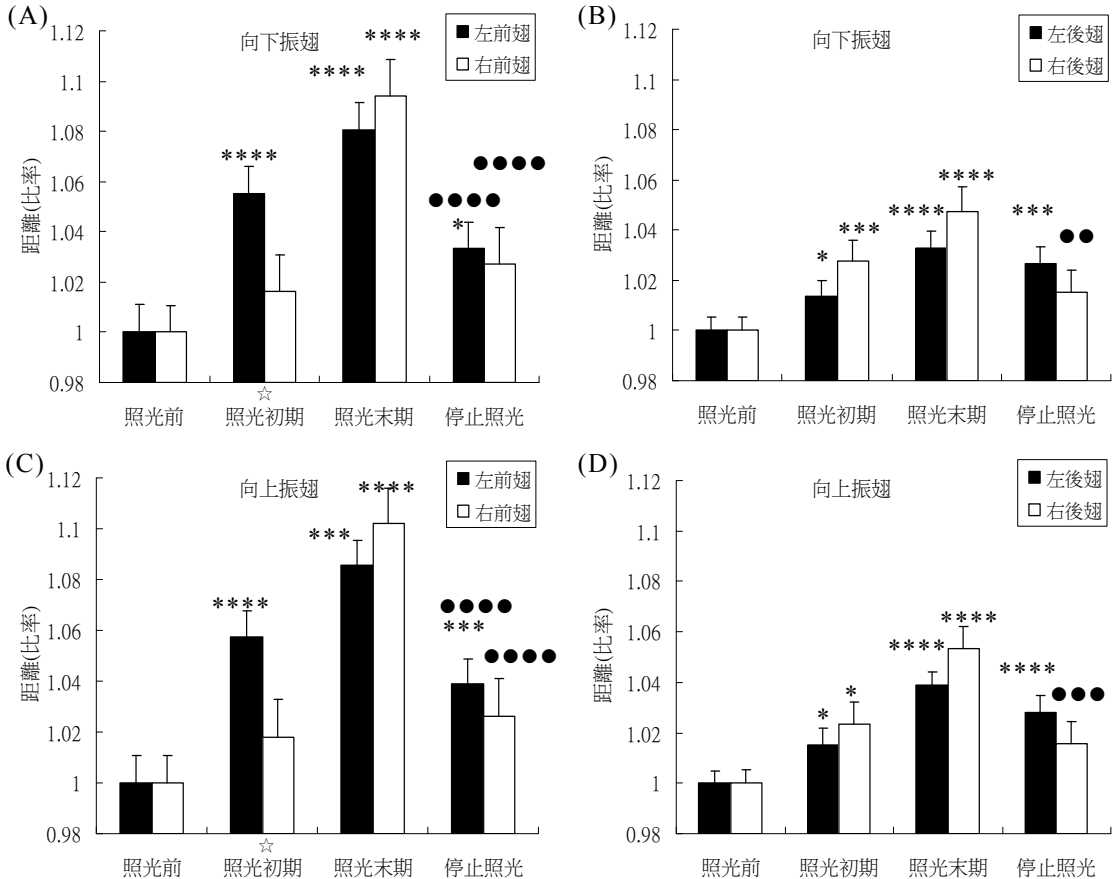 (A)
向下振翅
左前翅
右前翅
距離(比率)
1.12
1.1
1.08
1.06
1.04
1.02
1
0.98
****
****
****
●●●●
●●●●
*
☆
照光前 照光初期 照光末期 停止照光
(B)
向下振翅
左後翅
右後翅
距離(比率)
1.12
1.1
1.08
1.06
1.04
1.02
1
0.98
*
***
****
****
***
●●
照光前 照光初期 照光末期 停止照光
(C)
向上振翅
左前翅
右前翅
距離(比率)
1.12
1.1
1.08
1.06
1.04
1.02
1
0.98
****
***
****
●●●●
***
●●●●
☆
照光前 照光初期 照光末期 停止照光
(D)
向上振翅
左後翅
右後翅
距離(比率)
1.12
1.1
1.08
1.06
1.04
1.02
1
0.98
*
*
****
****
****
●●●
照光前 照光初期 照光末期 停止照光